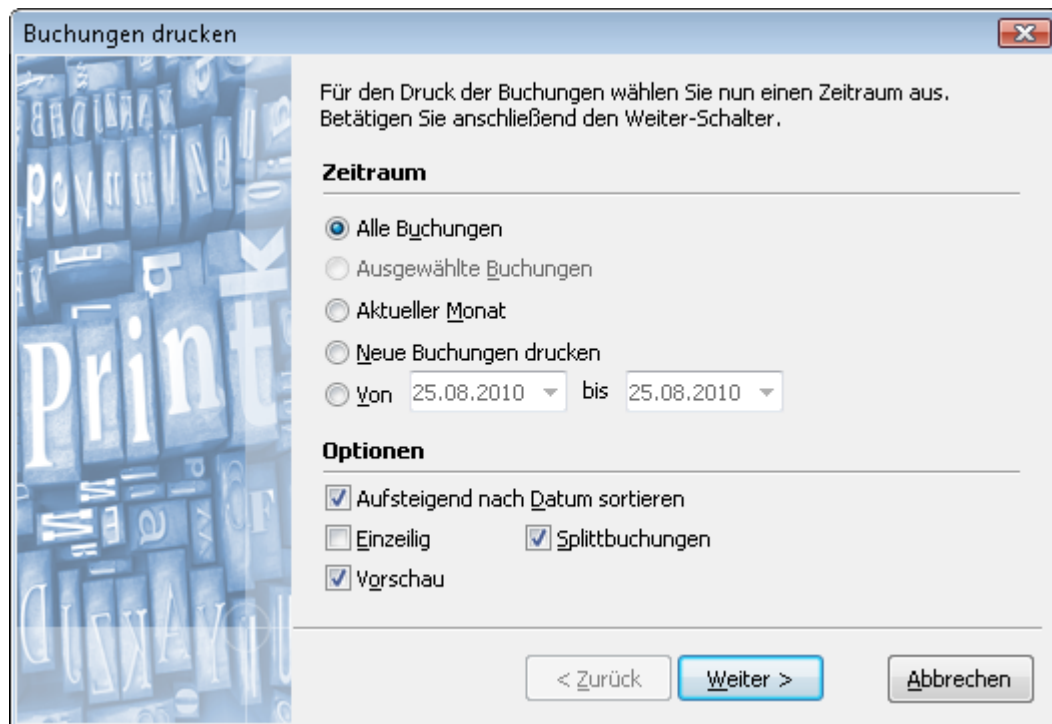 Buchungen drucken
Für den Druck der Buchungen wählen Sie nun einen Zeitraum aus.
Betätigen Sie anschließend den Weiter-Schalter.
Zeitraum
Alle Buchungen
Ausgewählte Buchungen
Aktueller Monat
Neue Buchungen drucken
Von 25.08.2010 bis 25.08.2010
Optionen
Aufsteigend nach Datum sortieren
Einzeilig Splittbuchungen
Vorschau
< Zurück Weiter > Abbrechen
Print